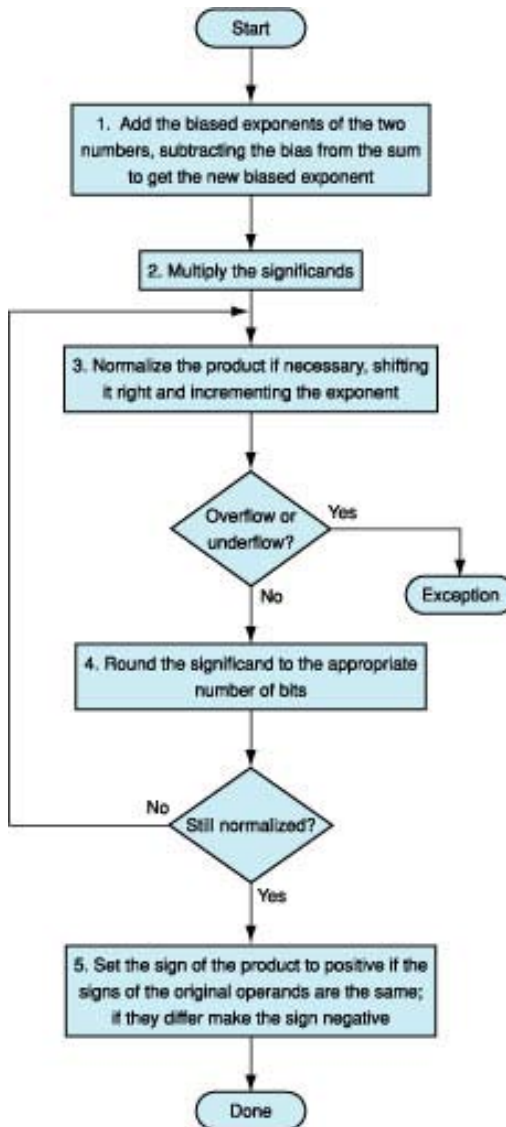 Start
1. Add the biased exponents of the two
numbers, subtracting the bias from the sum
to get the new biased exponent
2. Multiply the significands
3. Normalize the product if necessary, shifting
it right and incrementing the exponent
Overflow or
underflow?
Yes
No
Exception
4. Round the significand to the appropriate
number of bits
No
Still normalized?
Yes
5. Set the sign of the product to positive if the
signs of the original operands are the same;
if they differ make the sign negative
Done